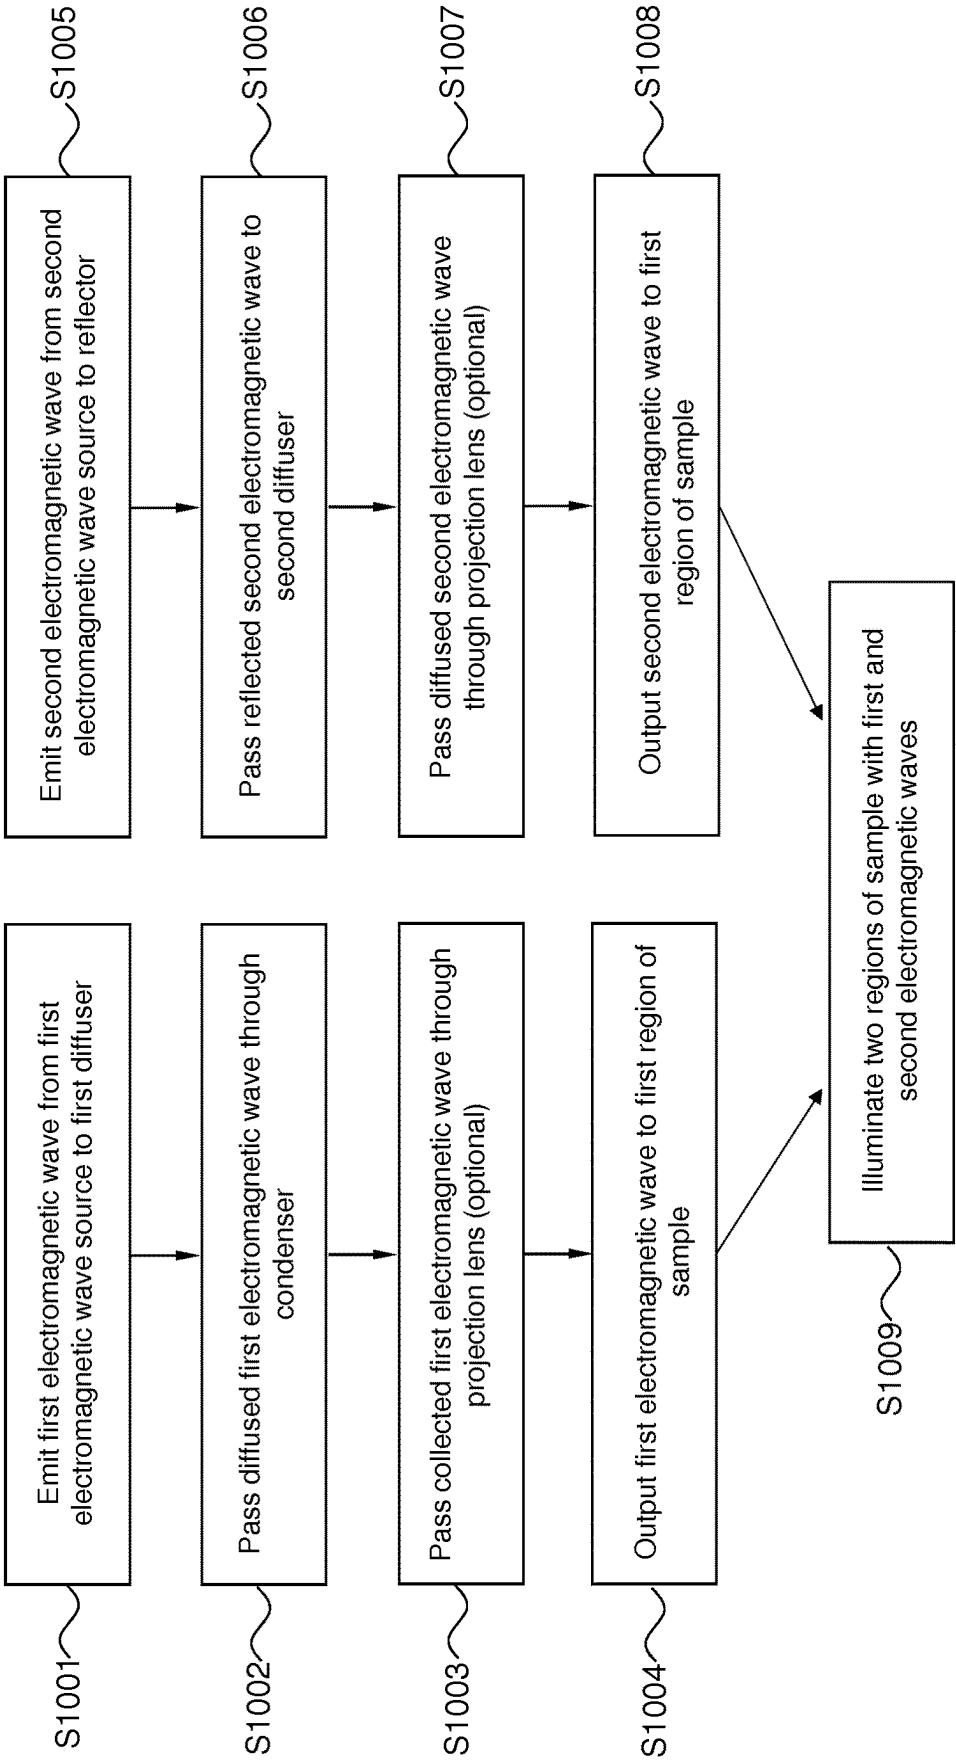 S1001
Emit first electromagnetic wave from first
electromagnetic wave source to first diffuser
S1002
Pass diffused first electromagnetic wave through
condenser
S1003
Pass collected first electromagnetic wave through
projection lens (optional)
S1004
Output first electromagnetic wave to first region of
sample
S1005
Emit second electromagnetic wave from second
electromagnetic wave source to reflector
S1006
Pass reflected second electromagnetic wave to
second diffuser
S1007
Pass diffused second electromagnetic wave
through projection lens (optional)
S1008
Output second electromagnetic wave to first
region of sample
S1009
Illuminate two regions of sample with first and
second electromagnetic waves